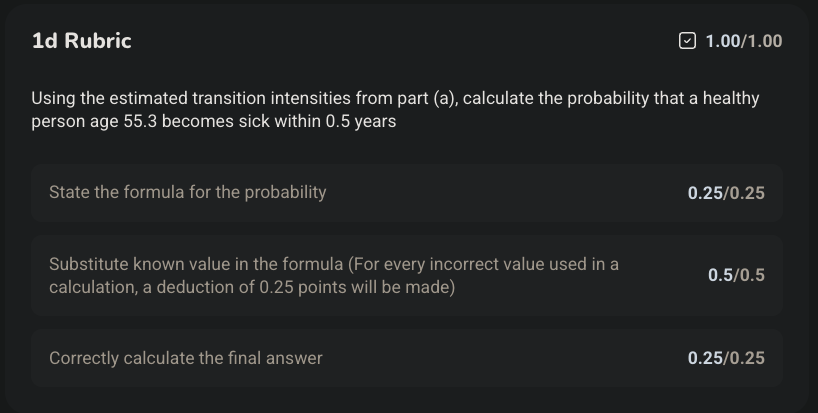 1d Rubric 1.00/1.00
Using the estimated transition intensities from part (a), calculate the probability that a healthy
person age 55.3 becomes sick within 0.5 years
State the formula for the probability 0.25/0.25
Substitute known value in the formula (For every incorrect value used in a
calculation, a deduction of 0.25 points will be made) 0.5/0.5
Correctly calculate the final answer 0.25/0.25